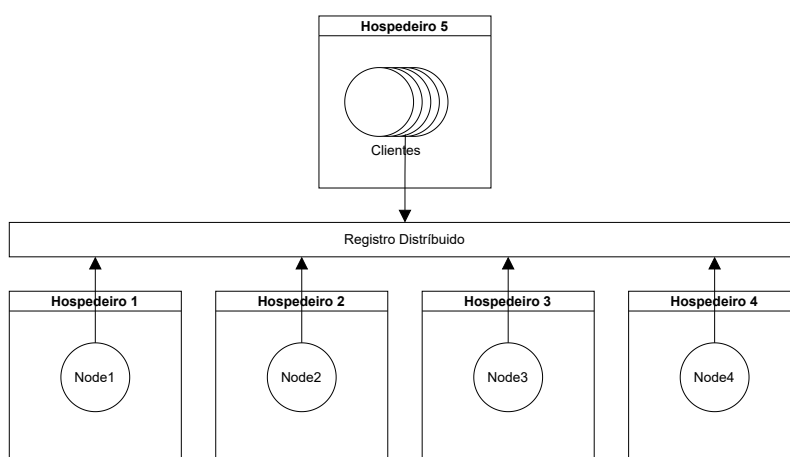 Hospedeiro 5
Clientes
Registro Distríbuido
Hospedeiro 1
Hospedeiro 2
Hospedeiro 3
Hospedeiro 4
Node1
Node2
Node3
Node4